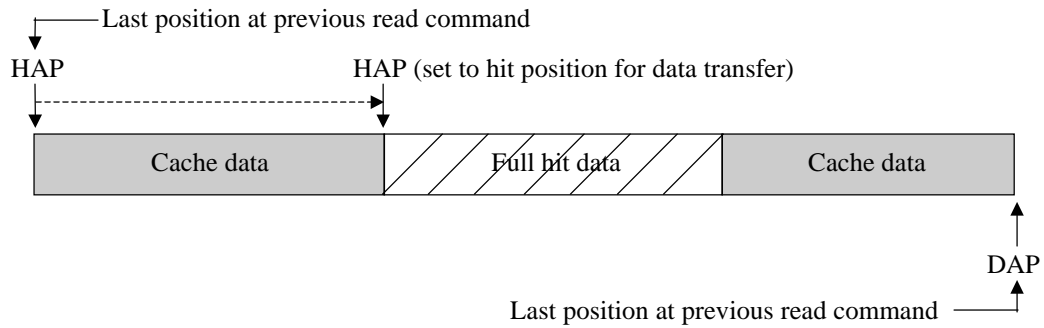 Last position at previous read command
HAP
HAP (set to hit position for data transfer)
Cache data
Full hit data
Cache data
DAP
Last position at previous read command